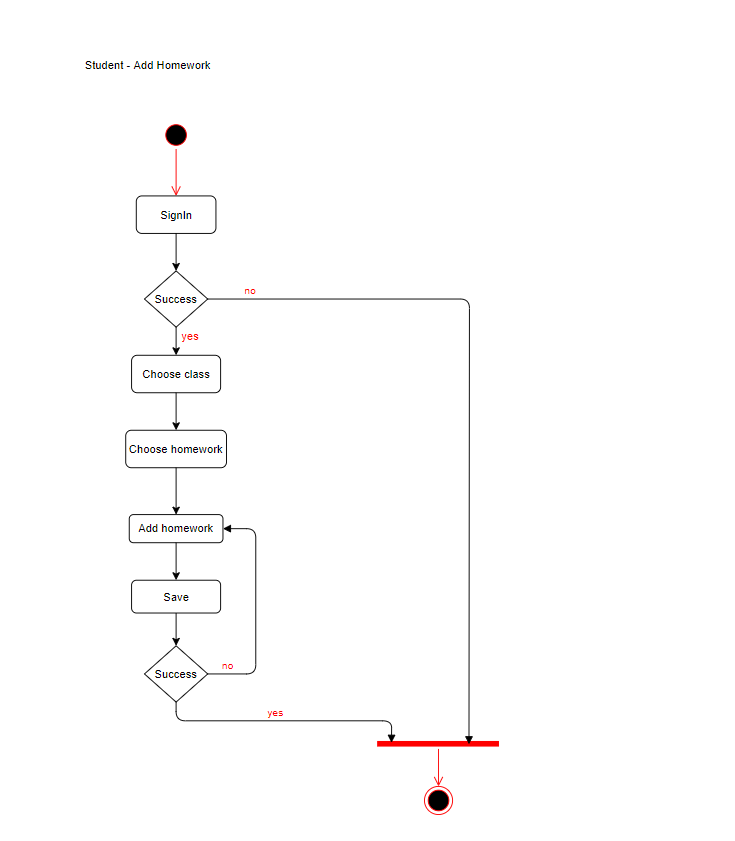 Student - Add Homework
SignIn
Success
no
yes
Choose class
Choose homework
Add homework
Save
Success
no
yes